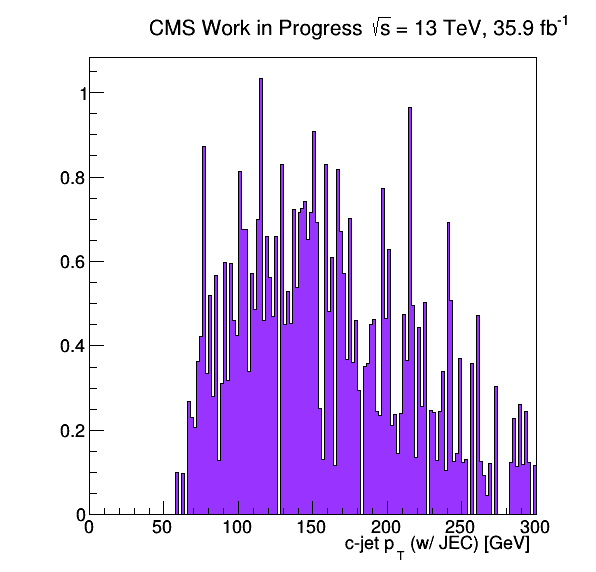 CMS Work in Progress √s = 13 TeV, 35.9 fb⁻¹
1
0.8
0.6
0.4
0.2
0
0 50 100 150 200 250 300
c-jet p_T (w/ JEC) [GeV]